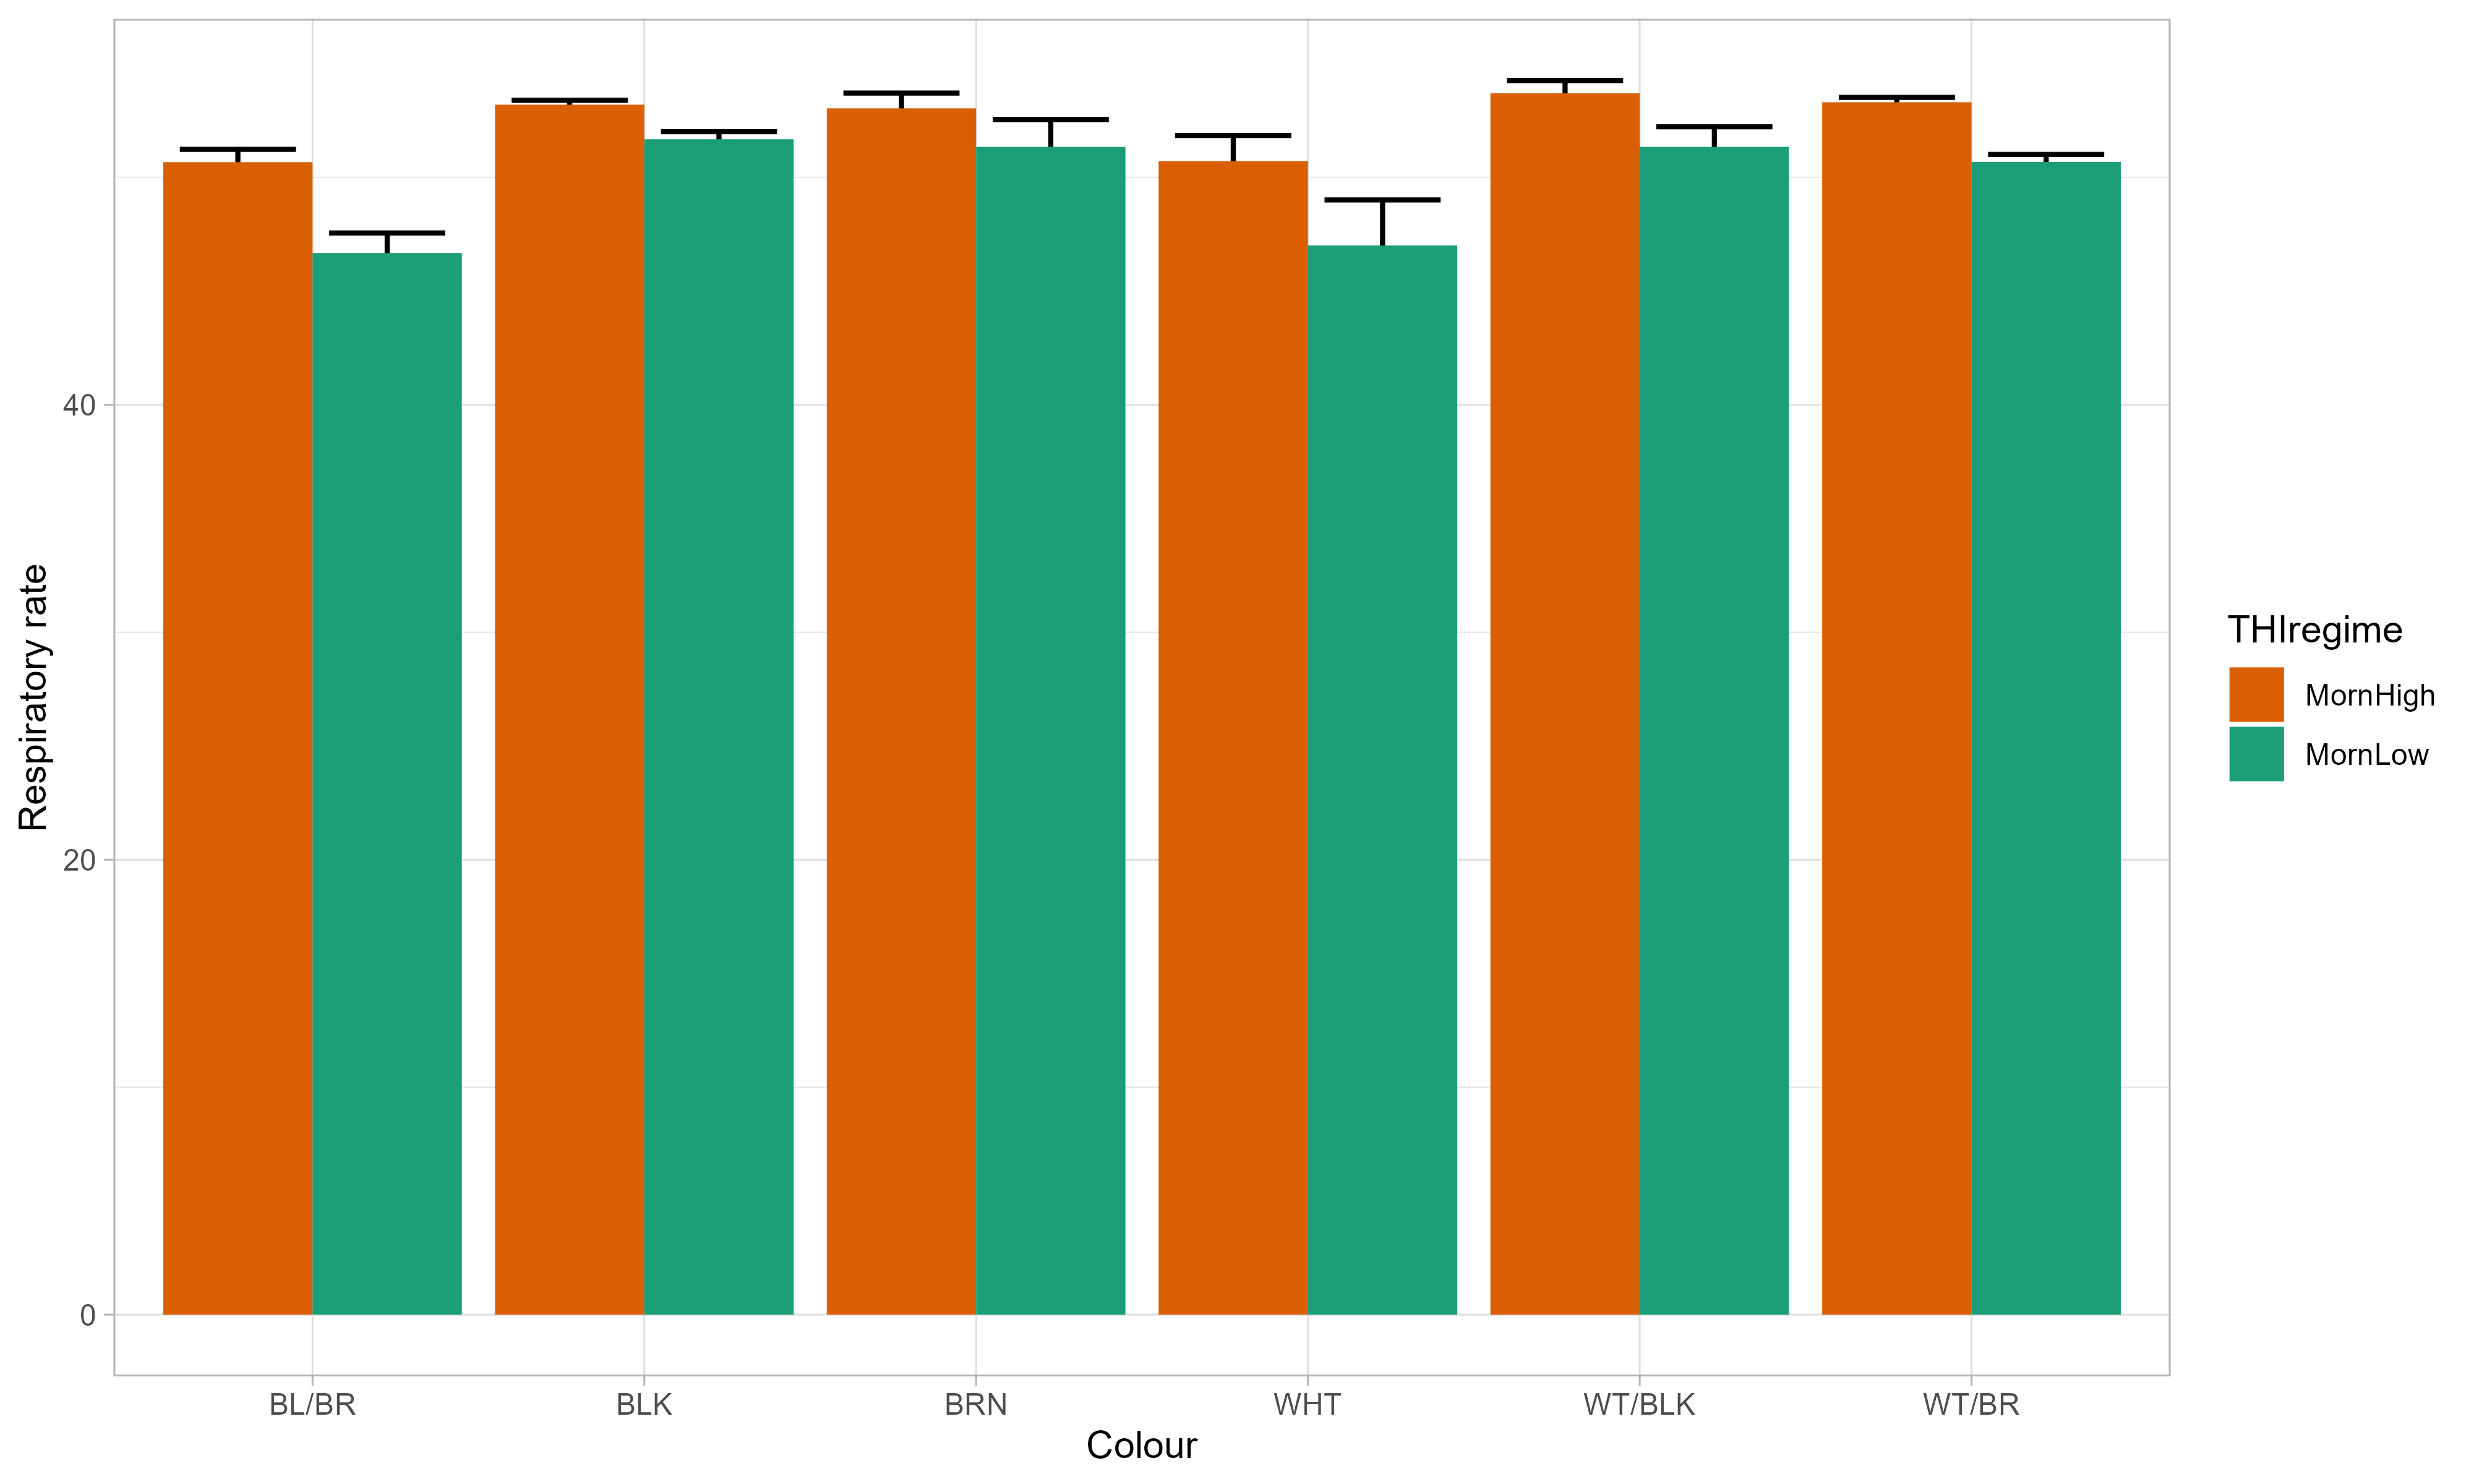 Respiratory rate
40
20
0
BL/BR BLK BRN WHT WT/BLK WT/BR
Colour
THIregime
MornHigh
MornLow